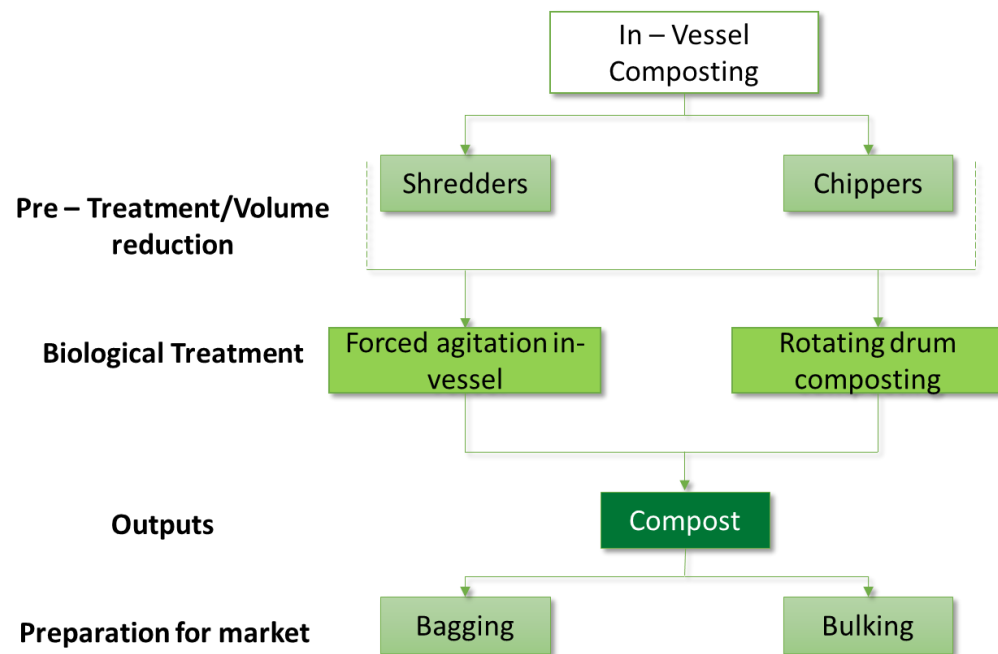 In – Vessel
Composting
Shredders
Chippers
Pre – Treatment/Volume
reduction
Biological Treatment
Forced agitation in-
vessel
Rotating drum
composting
Outputs
Compost
Preparation for market
Bagging
Bulking